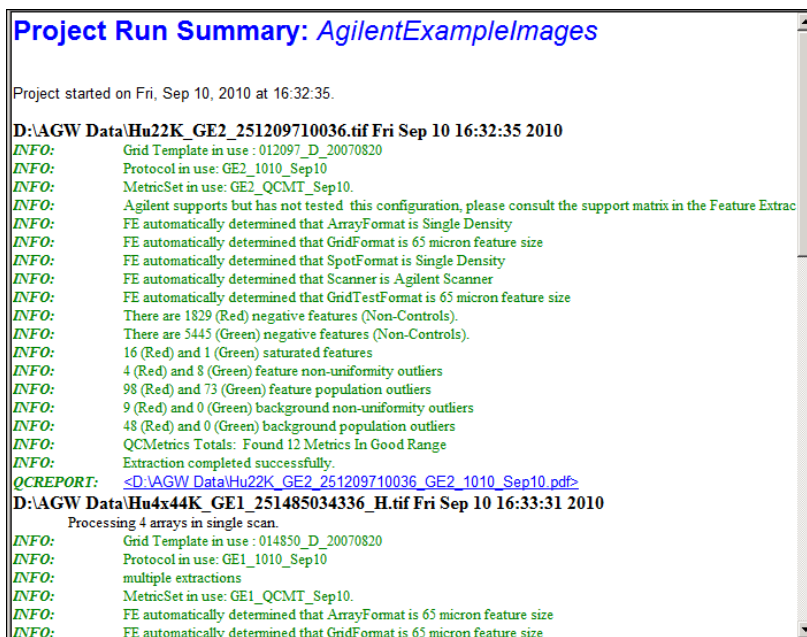 Project Run Summary: AgilentExampleImages
Project started on Fri, Sep 10, 2010 at 16:32:35.
D:\AGW Data\Hu22K_GE2_251209710036.tif Fri Sep 10 16:32:35 2010
INFO: Grid Template in use : 012097_D_20070820
INFO: Protocol in use: GE2_1010_Sep10
INFO: MetricSet in use: GE2_QCMT_Sep10.
INFO: Agilent supports but has not tested this configuration, please consult the support matrix in the Feature Extrac
INFO: FE automatically determined that ArrayFormat is Single Density
INFO: FE automatically determined that GridFormat is 65 micron feature size
INFO: FE automatically determined that SpotFormat is Single Density
INFO: FE automatically determined that Scanner is Agilent Scanner
INFO: FE automatically determined that GridTestFormat is 65 micron feature size
INFO: There are 1829 (Red) negative features (Non-Controls).
INFO: There are 5445 (Green) negative features (Non-Controls).
INFO: 16 (Red) and 1 (Green) saturated features
INFO: 4 (Red) and 8 (Green) feature non-uniformity outliers
INFO: 98 (Red) and 73 (Green) feature population outliers
INFO: 9 (Red) and 0 (Green) background non-uniformity outliers
INFO: 48 (Red) and 0 (Green) background population outliers
INFO: QCMetrics Totals: Found 12 Metrics In Good Range
INFO: Extraction completed successfully.
QCREPORT: <D:\AGW Data\Hu22K_GE2_251209710036_GE2_1010_Sep10.pdf>
D:\AGW Data\Hu4x44K_GE1_251485034336_H.tif Fri Sep 10 16:33:31 2010
Processing 4 arrays in single scan.
INFO: Grid Template in use : 014850_D_20070820
INFO: Protocol in use: GE1_1010_Sep10
INFO: multiple extractions
INFO: MetricSet in use: GE1_QCMT_Sep10.
INFO: FE automatically determined that ArrayFormat is 65 micron feature size
INFO: FE automatically determined that GridFormat is 65 micron feature size